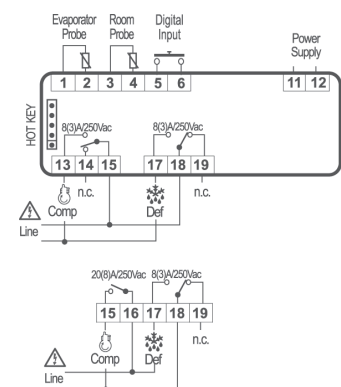 Evaporator Probe
Room Probe
Digital Input
Power Supply
1 2 3 4 5 6 11 12
HOT KEY
8(3)A/250Vac 8(3)A/250Vac
13 14 15 17 18 19
n.c. n.c.
Comp Def
Line
20(8)A/250Vac 8(3)A/250Vac
15 16 17 18 19
n.c.
Comp Def
Line